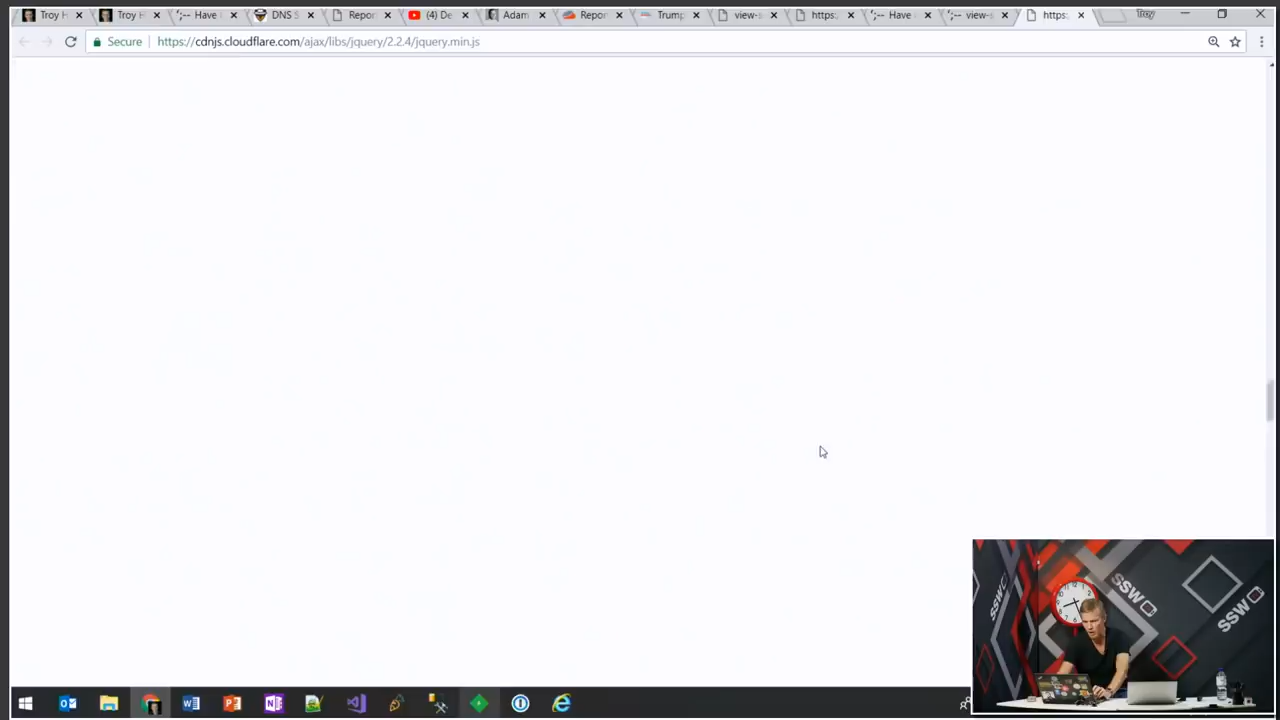 Troy H
Troy H
';-- Have i
DNS S
Repor
(4) De
Adam
Repor
Trump
view-s
https:
';-- Have
';-- view-s
https:
Troy
Secure
https://cdnjs.cloudflare.com/ajax/libs/jquery/2.2.4/jquery.min.js
SSW
SSW
SSW